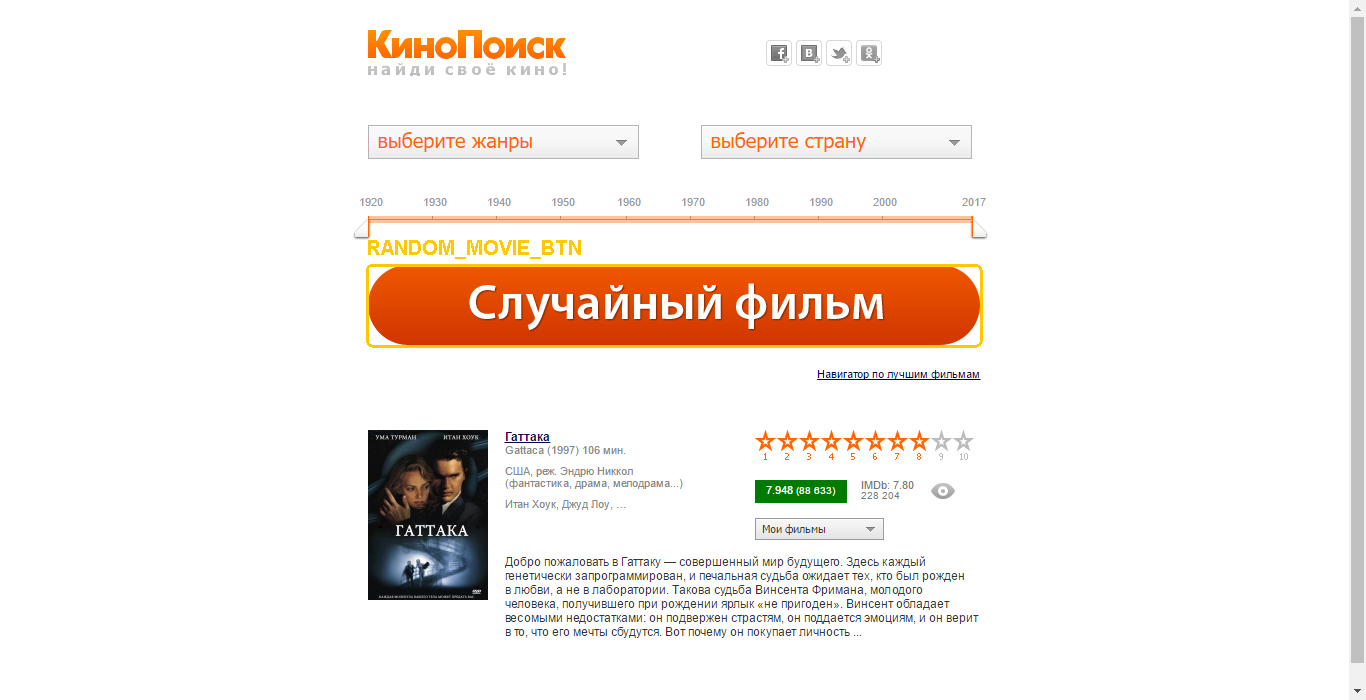 КиноПоиск
найди своё кино!
выберите жанры
выберите страну
1920 1930 1940 1950 1960 1970 1980 1990 2000 2017
RANDOM_MOVIE_BTN
Случайный фильм
Навигатор по лучшим фильмам
УМА ТУРМАН ИТАН ХОУК
ГАТТАКА
Гаттака
Gattaca (1997) 106 мин.
США, реж. Эндрю Никкол
(фантастика, драма, мелодрама...)
Итан Хоук, Джуд Лоу, ...
1 2 3 4 5 6 7 8 9 10
7.948 (88 633)
IMDb: 7.80
228 204
Мои фильмы
Добро пожаловать в Гаттаку — совершенный мир будущего. Здесь каждый
генетически запрограммирован, и печальная судьба ожидает тех, кто был рожден
в любви, а не в лаборатории. Такова судьба Винсента Фримана, молодого
человека, получившего при рождении ярлык «не пригоден». Винсент обладает
весомыми недостатками: он подвержен страстям, он поддается эмоциям, и он верит
в то, что его мечты сбудутся. Вот почему он покупает личность ...